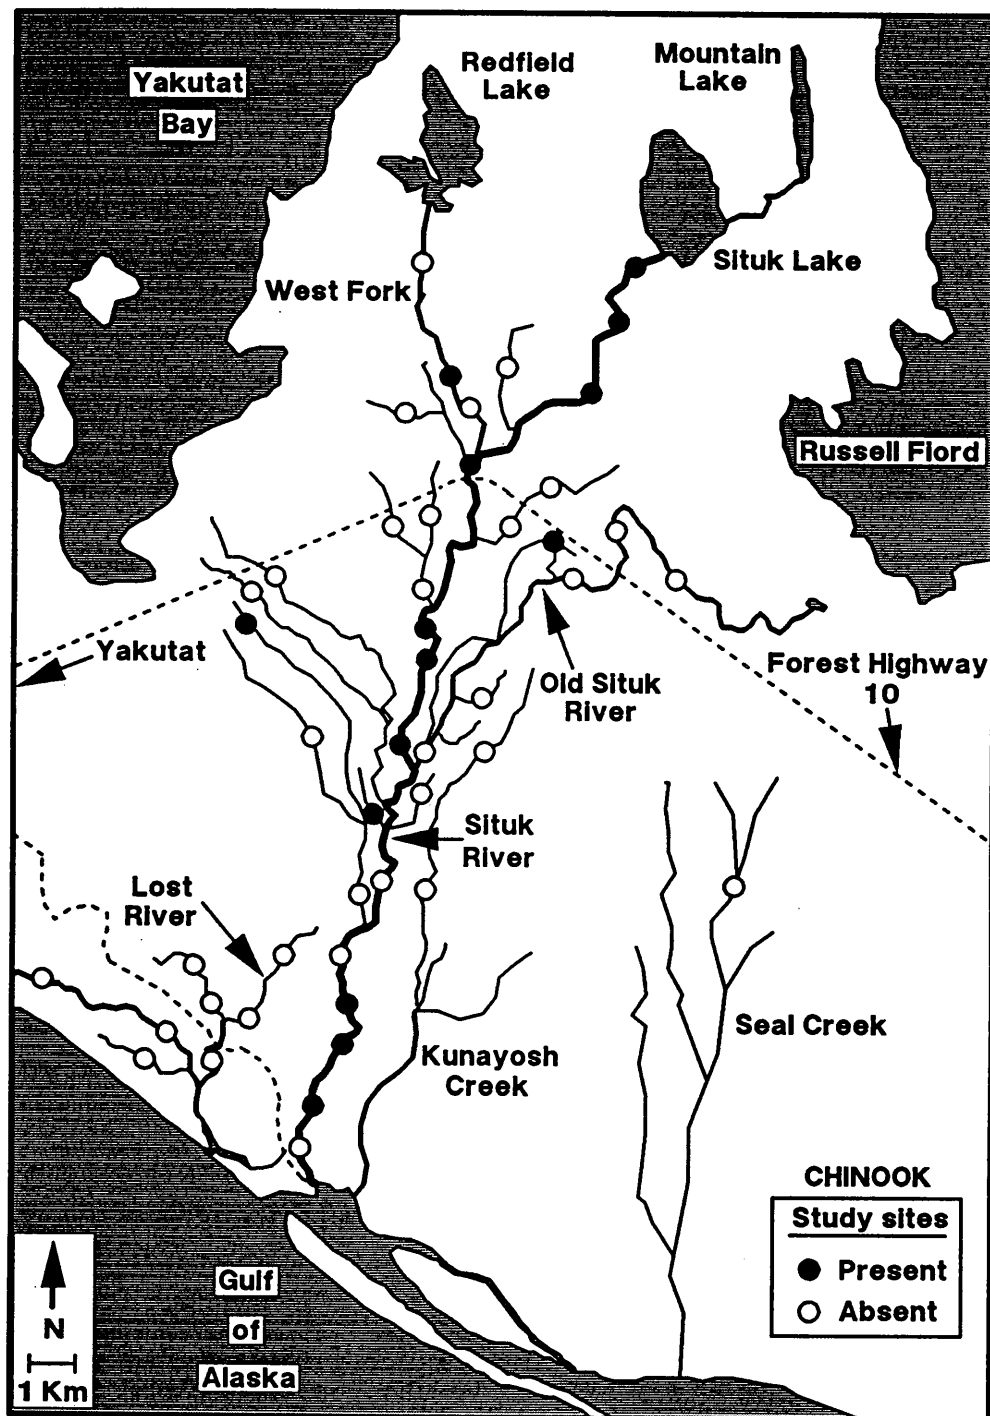 Redfield
Lake
Mountain
Lake
Yakutat
Bay
Situk Lake
West Fork
Russell Fiord
Yakutat
Old Situk
River
Forest Highway
10
Situk
River
Lost
River
Seal Creek
Kunayosh
Creek
CHINOOK
Study sites
Present
Absent
N
1 Km
Gulf
of
Alaska